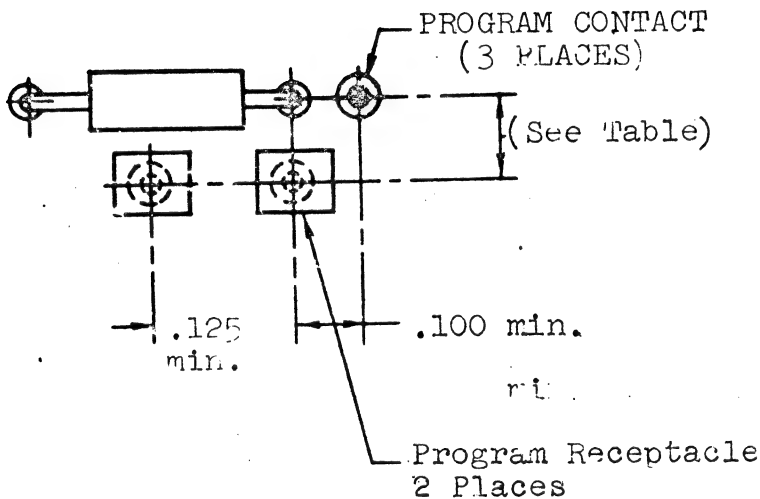 PROGRAM CONTACT
(3 PLACES)
(See Table)
.125
min.
.100 min.
Program Receptacle
2 Places